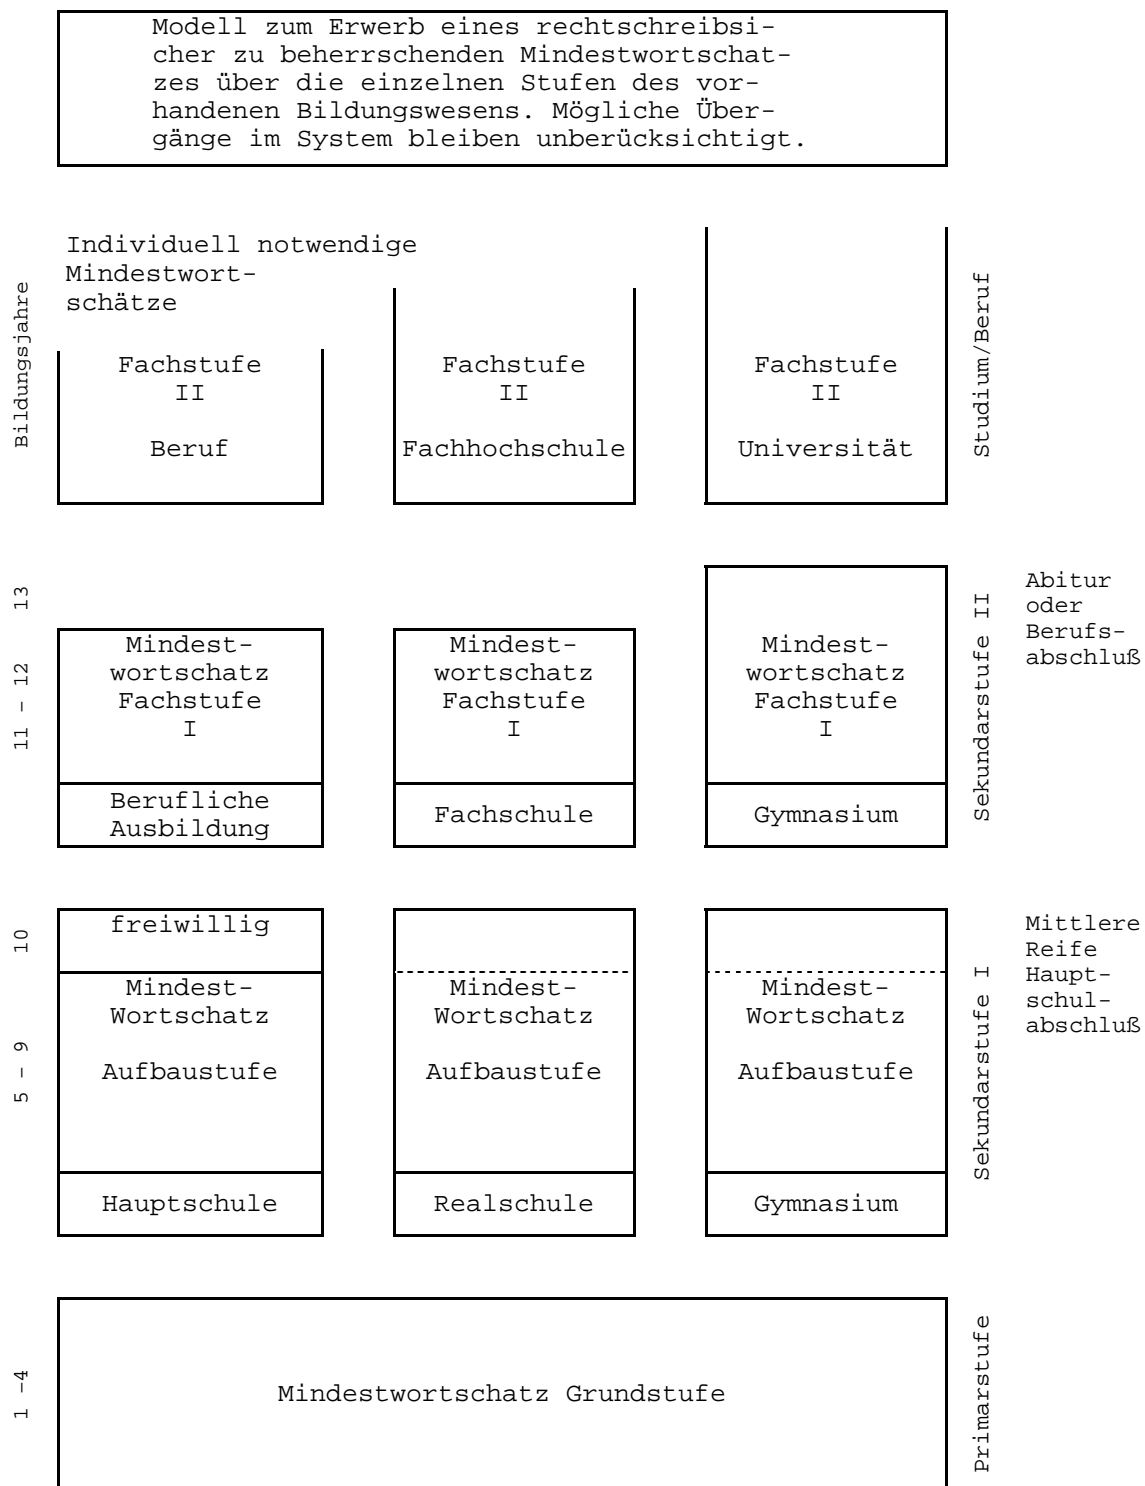 Modell zum Erwerb eines rechtschreibsi-
cher zu beherrschenden Mindestwortschat-
zes über die einzelnen Stufen des vor-
handenen Bildungswesens. Mögliche Über-
gänge im System bleiben unberücksichtigt.
Individuell notwendige
Mindestwort-
schätze
Bildungsjahre
Fachstufe
II
Beruf
Fachstufe
II
Fachhochschule
Fachstufe
II
Universität
Studium/Beruf
13
11 - 12
Mindest-
wortschatz
Fachstufe
I
Berufliche
Ausbildung
Mindest-
wortschatz
Fachstufe
I
Fachschule
Mindest-
wortschatz
Fachstufe
I
Gymnasium
Sekundarstufe II
Abitur
oder
Berufs-
abschluß
10
5 - 9
freiwillig
Mindest-
Wortschatz
Aufbaustufe
Hauptschule
Mindest-
Wortschatz
Aufbaustufe
Realschule
Mindest-
Wortschatz
Aufbaustufe
Gymnasium
Sekundarstufe I
Mittlere
Reife
Haupt-
schul-
abschluß
1 -4
Mindestwortschatz Grundstufe
Primarstufe